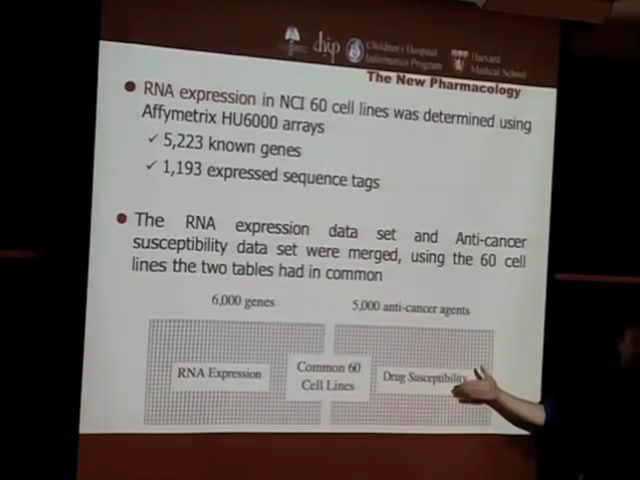 chip
Children's Hospital
Informatics Program
Harvard
Medical School
The New Pharmacology
• RNA expression in NCI 60 cell lines was determined using
Affymetrix HU6000 arrays
✓ 5,223 known genes
✓ 1,193 expressed sequence tags
• The RNA expression data set and Anti-cancer
susceptibility data set were merged, using the 60 cell
lines the two tables had in common
6,000 genes
5,000 anti-cancer agents
RNA Expression
Common 60
Cell Lines
Drug Susceptibility